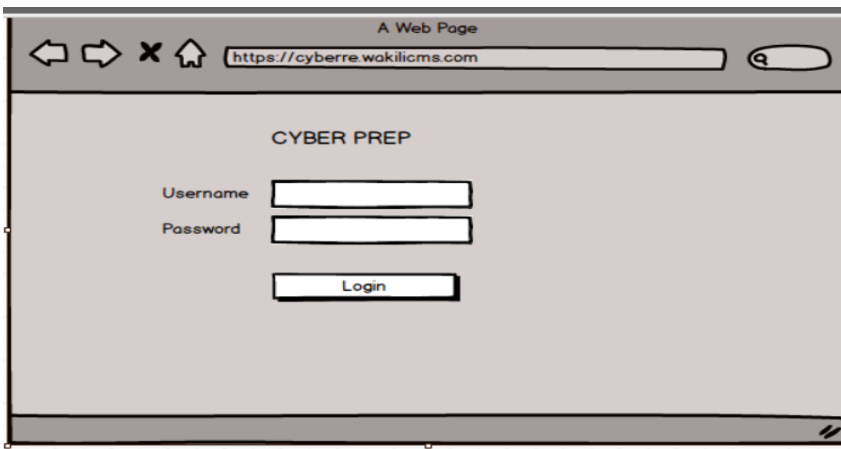 A Web Page
https://cyberre.wakilicms.com
CYBER PREP
Username
Password
Login